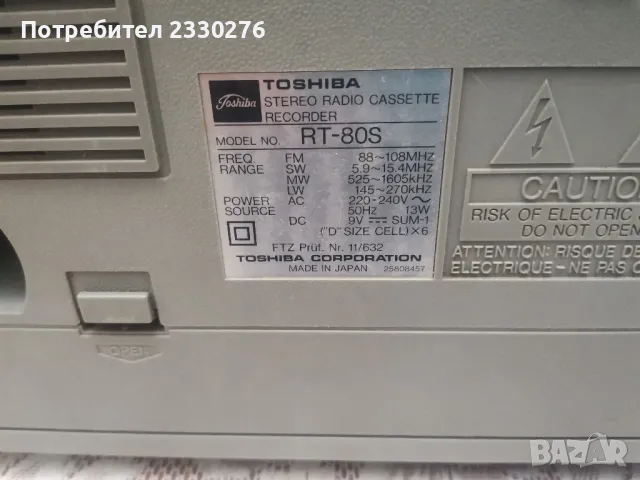 Потребител 2330276
Toshiba TOSHIBA
STEREO RADIO CASSETTE
RECORDER
MODEL NO. RT-80S
FREQ. FM 88~108MHZ
RANGE SW 5.9~15.4MHZ
MW 525~1605kHZ
LW 145~270kHZ
POWER AC 220-240V~
SOURCE 50HZ 13W
DC 9V SUM-1
("D" SIZE CELL)×6
FTZ Prüf. Nr. 11/632
TOSHIBA CORPORATION
MADE IN JAPAN 25808457
CAUTIO
RISK OF ELECTRIC
DO NOT OPEN
ATTENTION: RISQUE DE
ELECTRIQUE-NE PAS
OPEN
BAZAR